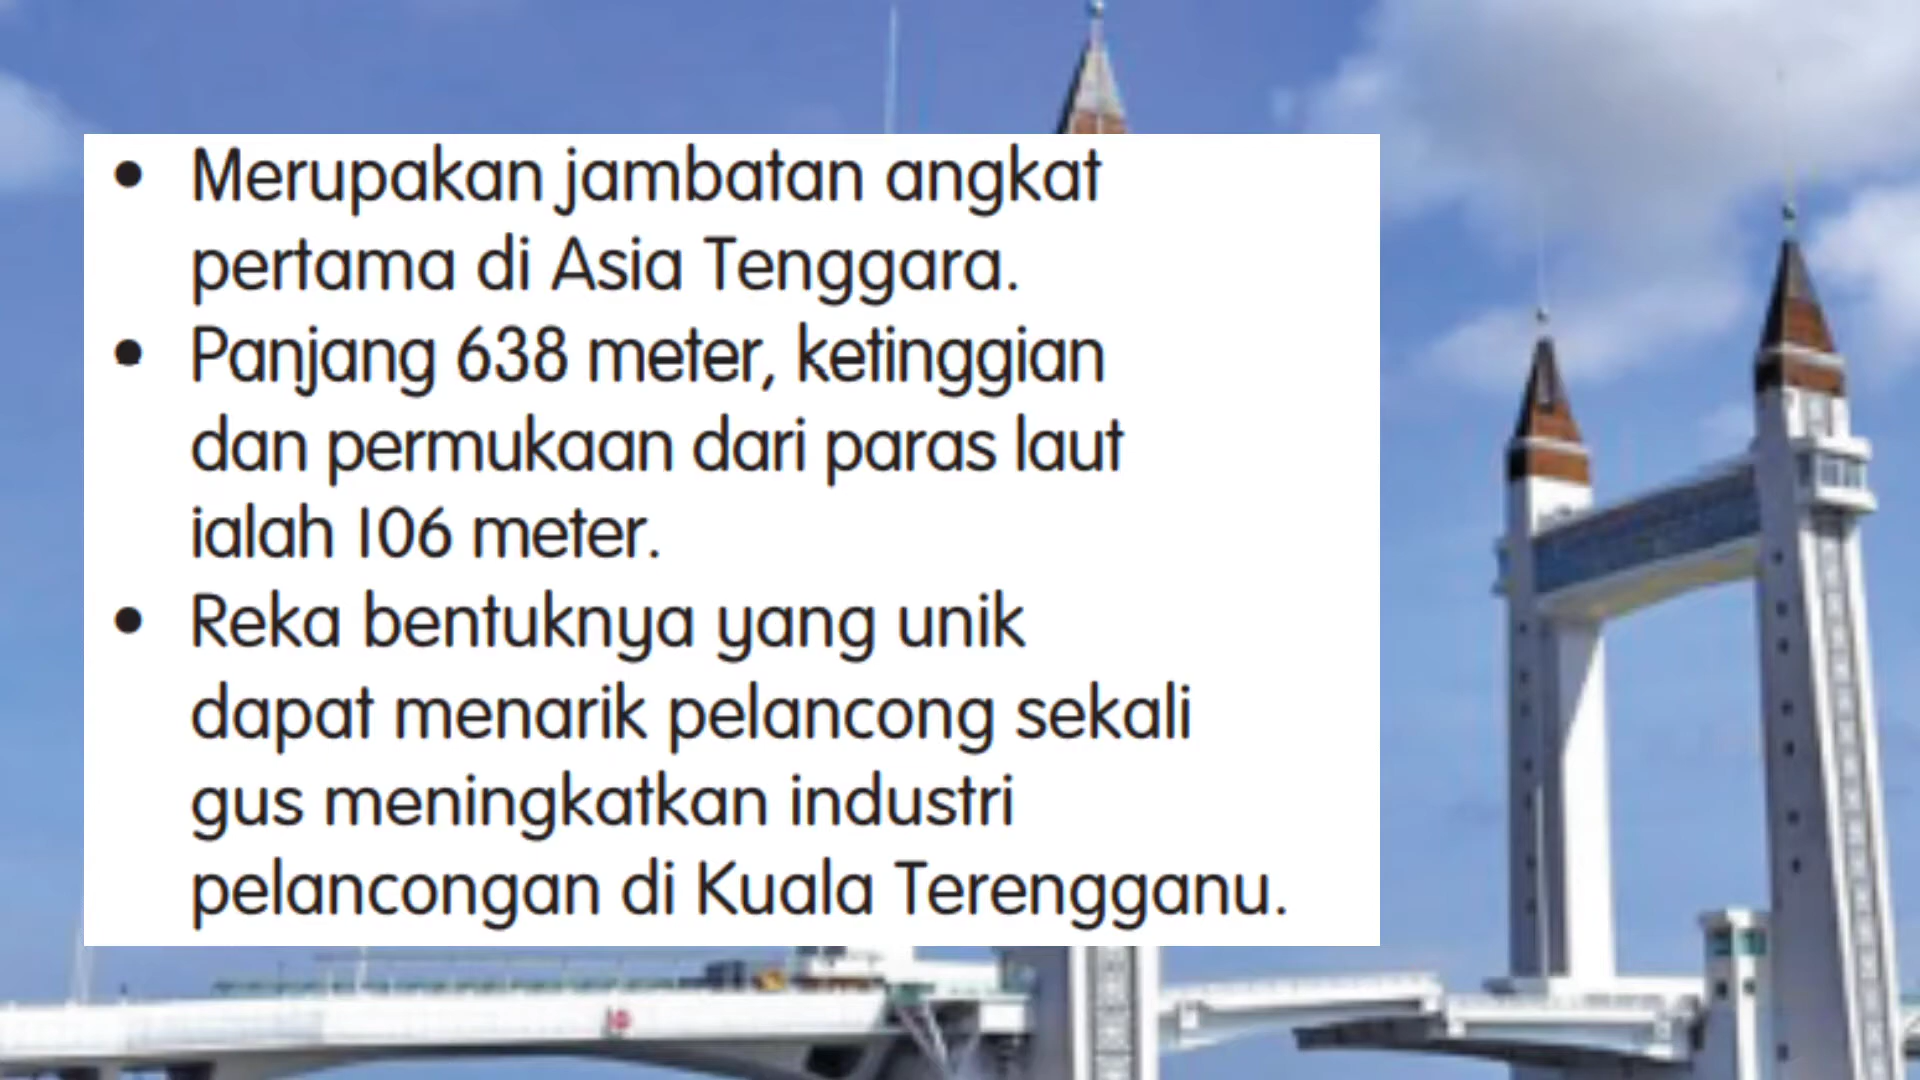 • Merupakan jambatan angkat
pertama di Asia Tenggara.
• Panjang 638 meter, ketinggian
dan permukaan dari paras laut
ialah 106 meter.
• Reka bentuknya yang unik
dapat menarik pelancong sekali
gus meningkatkan industri
pelancongan di Kuala Terengganu.